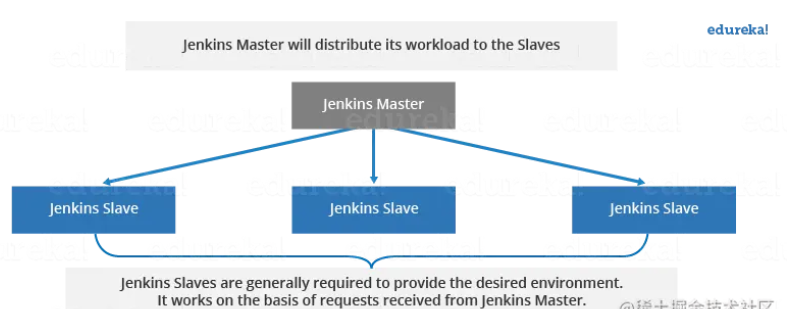 edureka!
Jenkins Master will distribute its workload to the Slaves
Jenkins Master
Jenkins Slave
Jenkins Slave
Jenkins Slave
Jenkins Slaves are generally required to provide the desired environment.
It works on the basis of requests received from Jenkins Master.
@稀土掘金技术社区